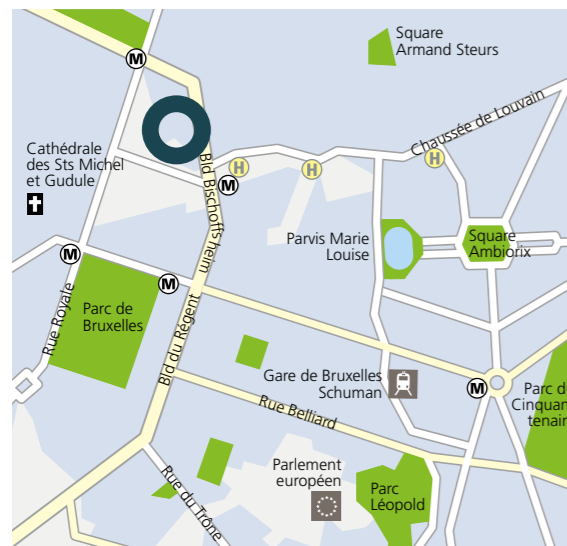 Square
Armand Steurs
M
Chaussée de Louvain
Cathédrale
des Sts Michel
et Gudule
H
H
H
M
Bld Bischoffsheim
Parvis Marie
Louise
Square
Ambiorix
M
M
Rue Royale
Parc de
Bruxelles
Bld du Régent
Gare de Bruxelles
Schuman
M
Rue Belliard
Parc d
Cinquan
tenair
Parlement
européen
Parc
Léopold
Rue du Trône